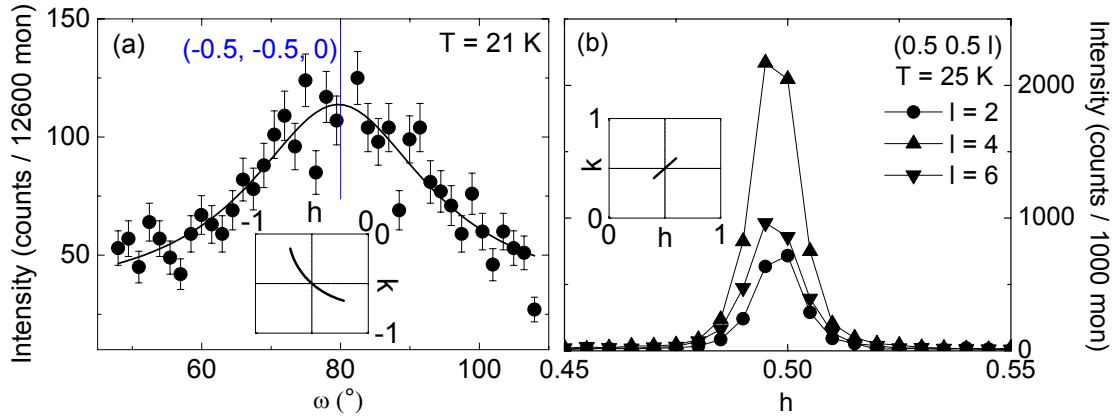 (a)
(-0.5, -0.5, 0)
T = 21 K
Intensity (counts / 12600 mon)
150
100
50
60
80
100
ω (°)
-1
h
0
0
k
-1
(b)
(0.5 0.5 l)
T = 25 K
l = 2
l = 4
l = 6
1
k
0
0
h
1
2000
1000
0
Intensity (counts / 1000 mon)
0.45
0.50
0.55
h